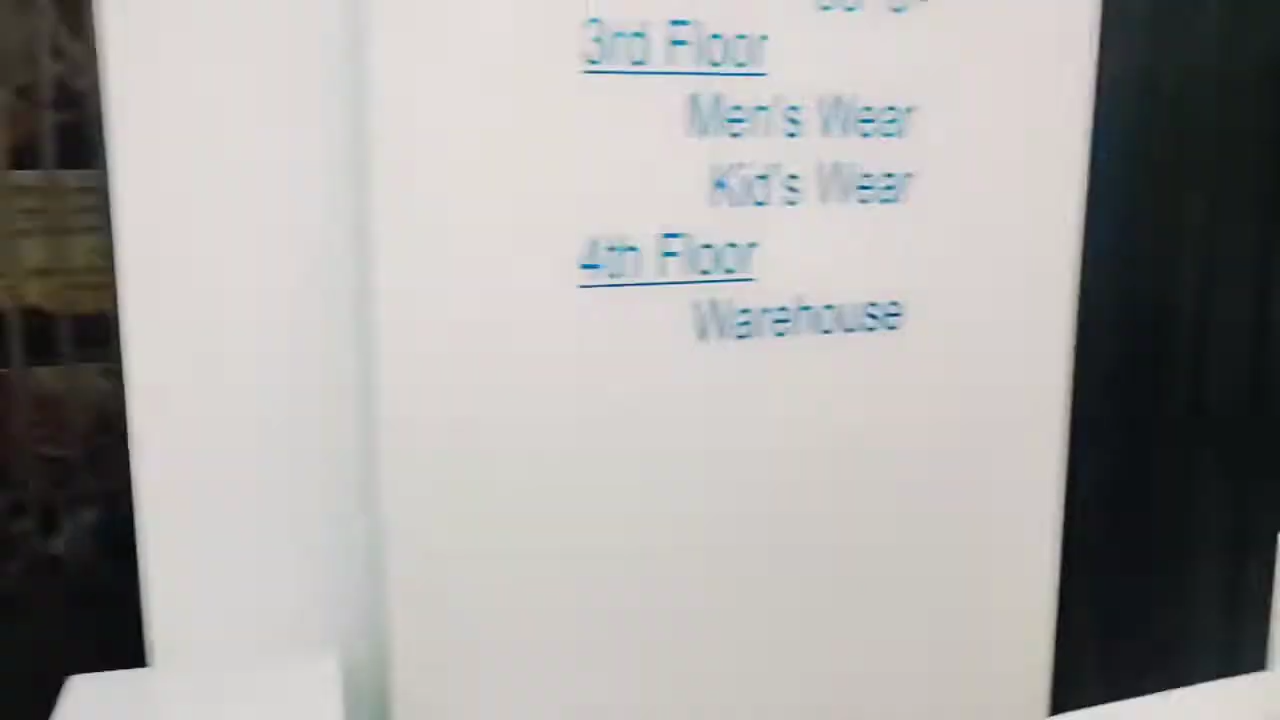 3rd Floor
Men's Wear
Kid's Wear
4th Floor
Warehouse